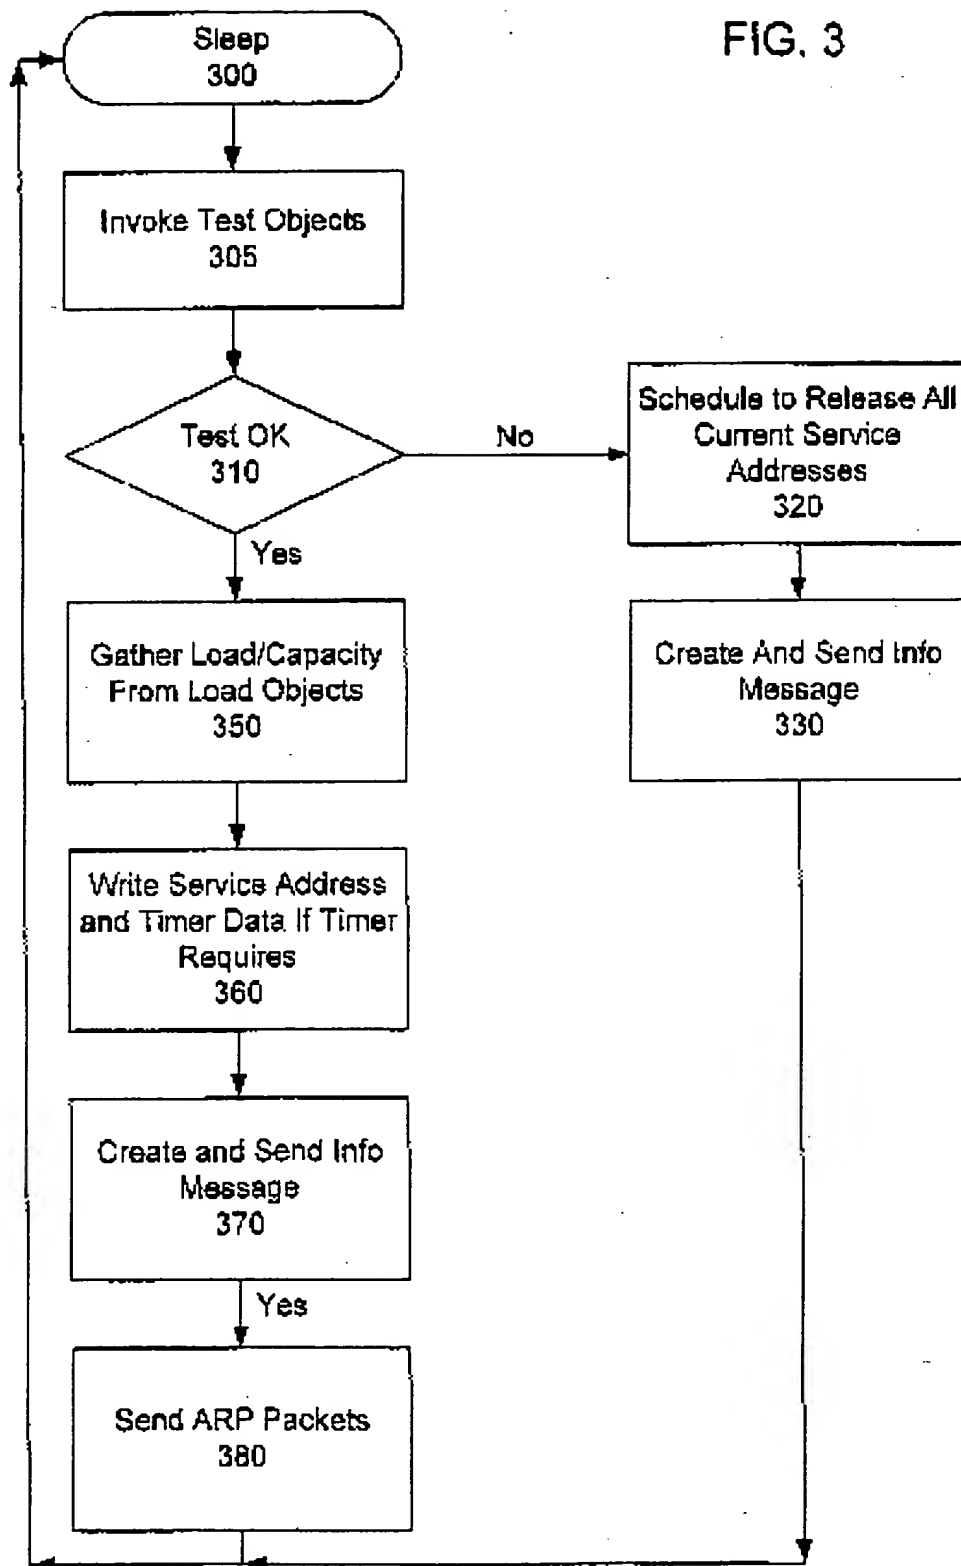 FIG. 3
Sleep
300
Invoke Test Objects
305
Test OK
310
No
Yes
Schedule to Release All
Current Service
Addresses
320
Gather Load/Capacity
From Load Objects
350
Create And Send Info
Message
330
Write Service Address
and Timer Data If Timer
Requires
360
Create and Send Info
Message
370
Yes
Send ARP Packets
380